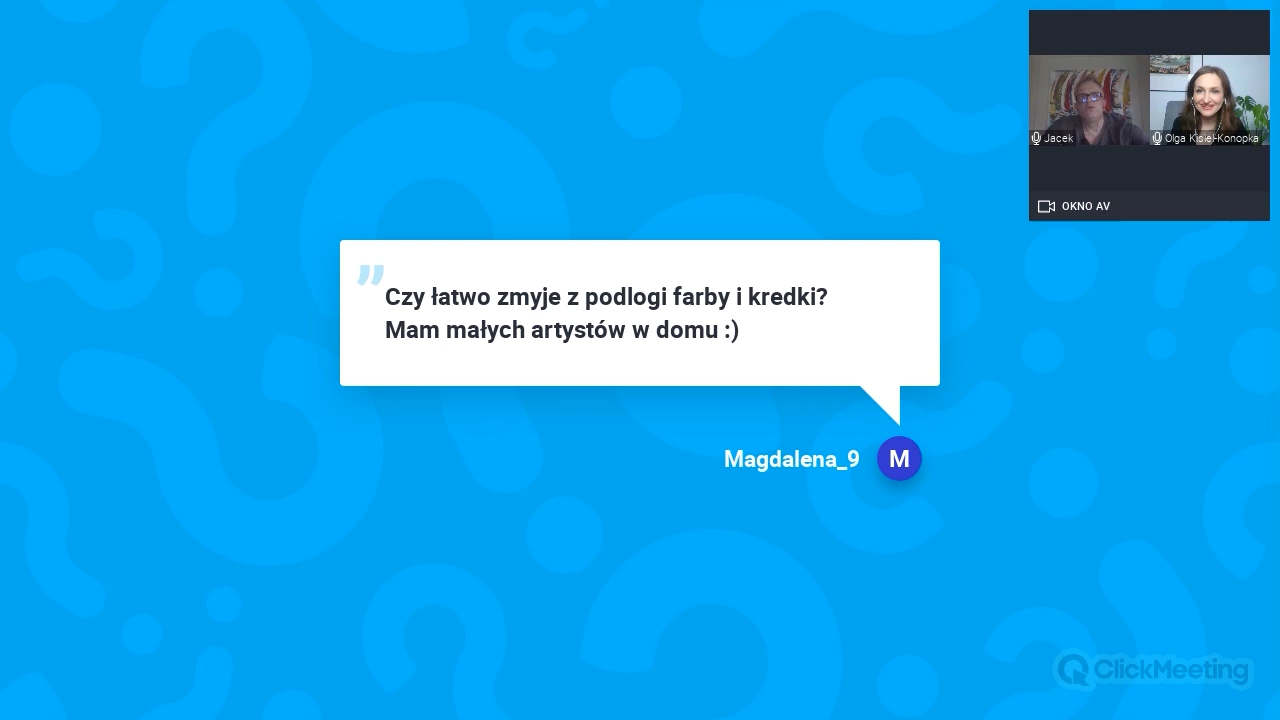 Jacek
Olga Kisiel-Konopka
OKNO AV
Czy łatwo zmyje z podlogi farby i kredki?
Mam małych artystów w domu :)
Magdalena_9
M
ClickMeeting